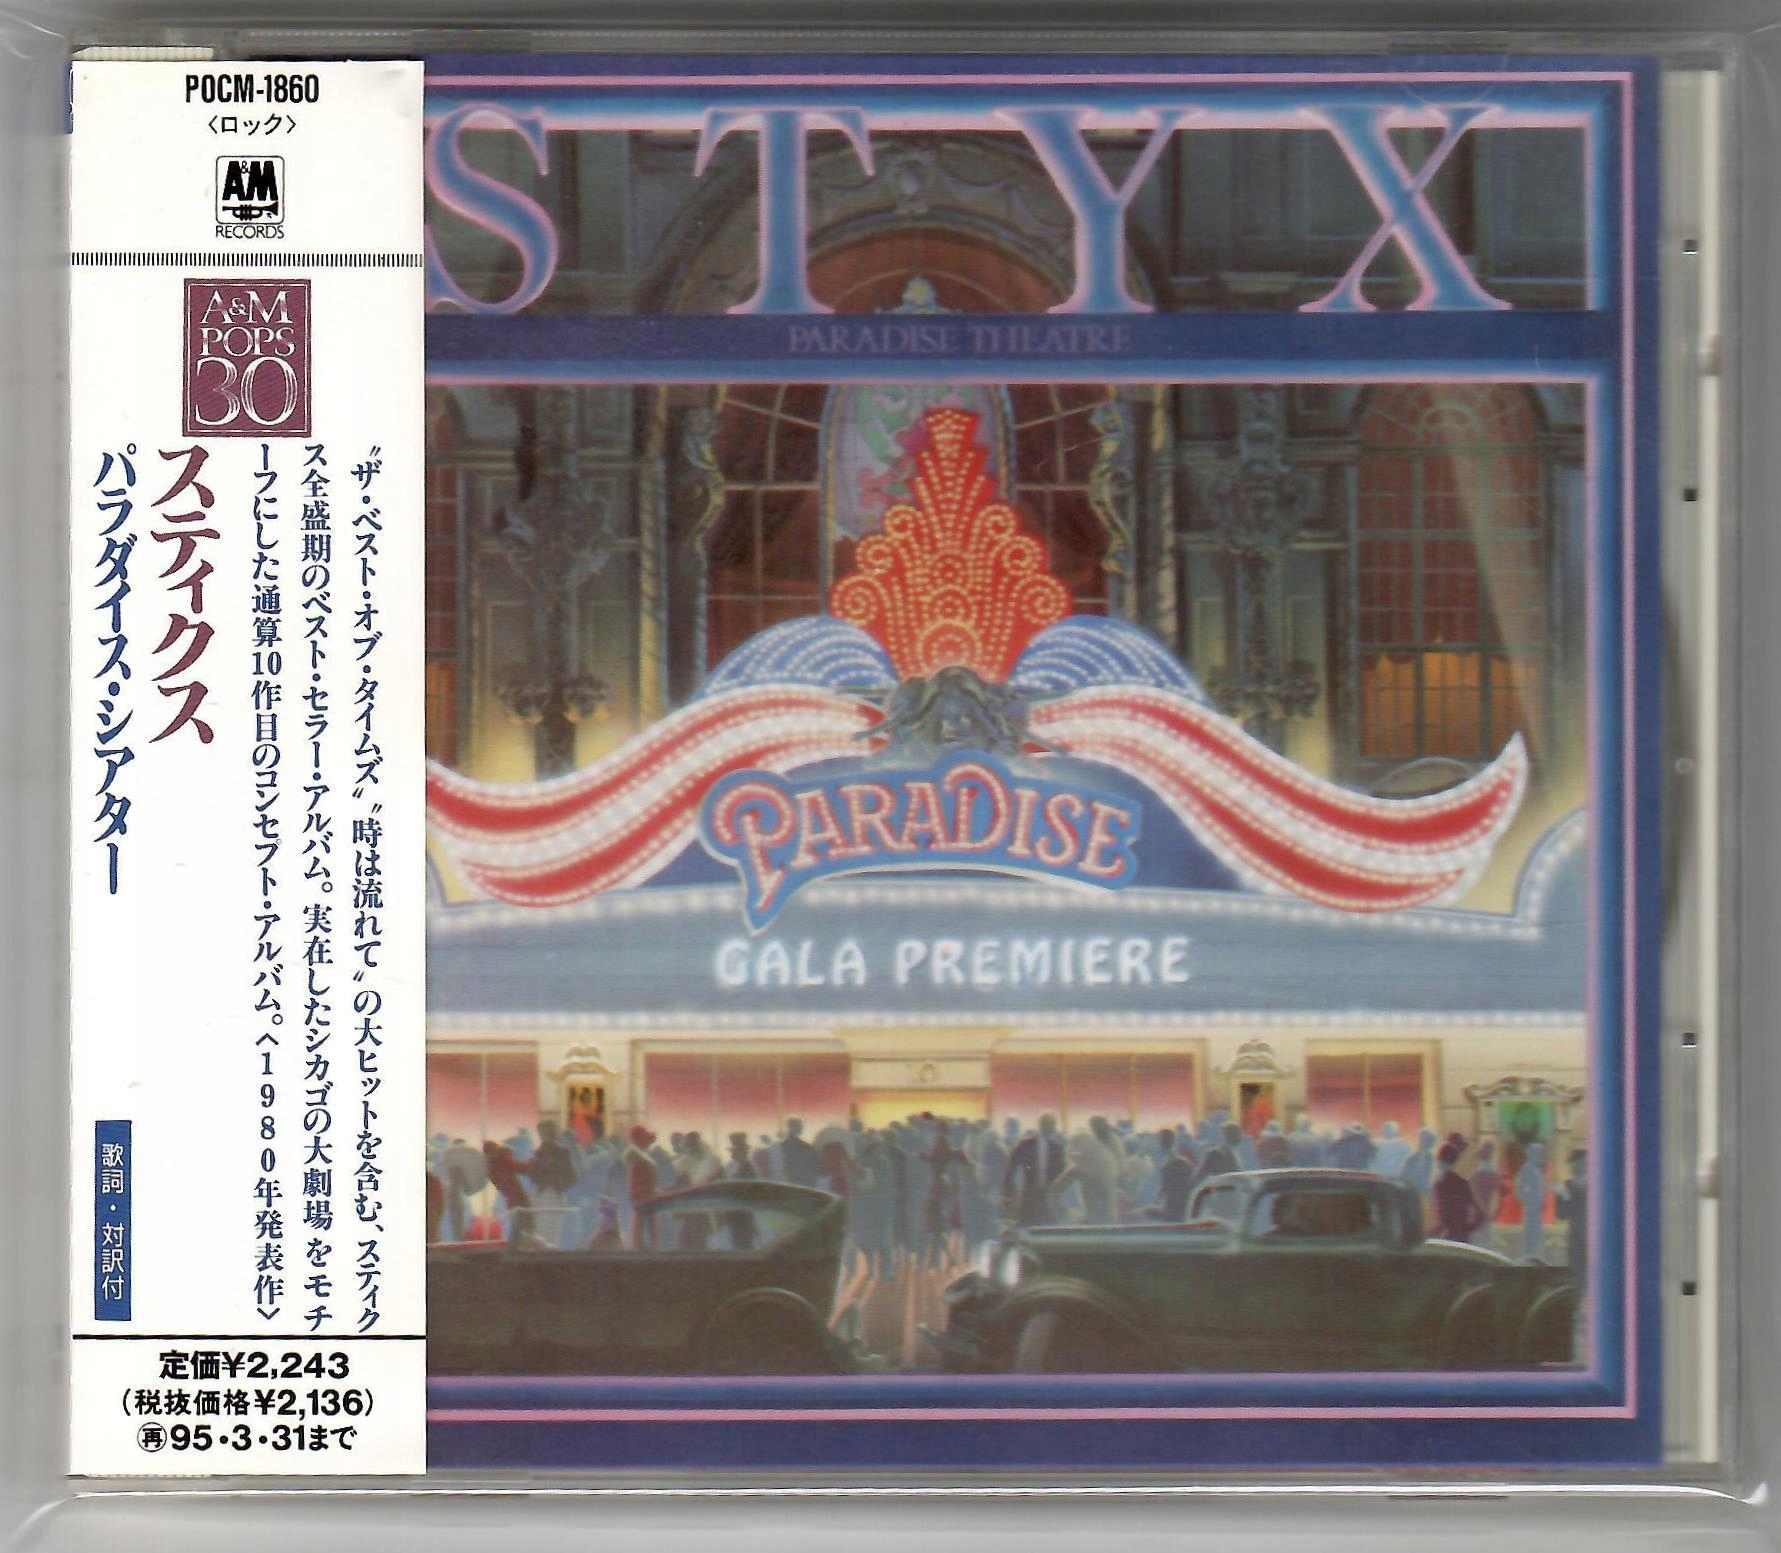 POCM-1860
〈ロック〉
A&M
RECORDS
A&M
POPS
30
〝ザ・ベスト・オブ・タイムズ〟〝時は流れて〟の大ヒットを含む、スティク
ス全盛期のベスト・セラー・アルバム。実在したシカゴの大劇場をモチ
ーフにした通算10作目のコンセプト・アルバム。〈1980年発表作〉
スティクス
パラダイス・シアター
歌詞・対訳付
定価¥2,243
(税抜価格¥2,136)
㊢95・3・31まで
STYX
PARADISE THEATRE
PARADISE
GALA PREMIERE